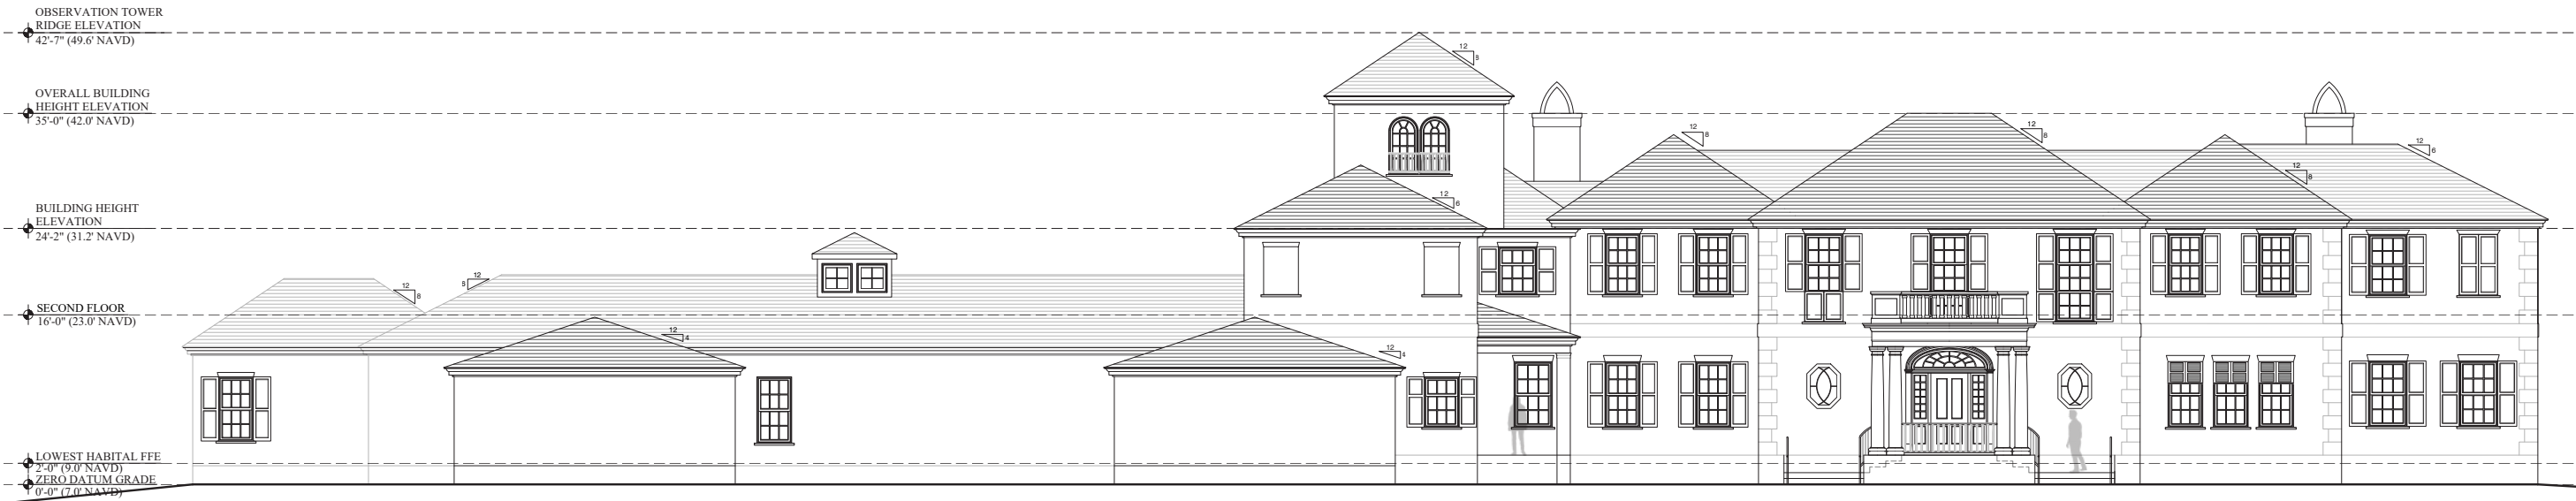 OBSERVATION TOWER
RIDGE ELEVATION
42'-7" (49.6' NAVD)
OVERALL BUILDING
HEIGHT ELEVATION
35'-0" (42.0' NAVD)
BUILDING HEIGHT
ELEVATION
24'-2" (31.2' NAVD)
SECOND FLOOR
16'-0" (23.0' NAVD)
LOWEST HABITAL FFE
2'-0" (9.0' NAVD)
ZERO DATUM GRADE
0'-0" (7.0' NAVD)
12
8
12
8
12
4
12
4
12
6
12
8
12
8
12
8
12
8
12
6